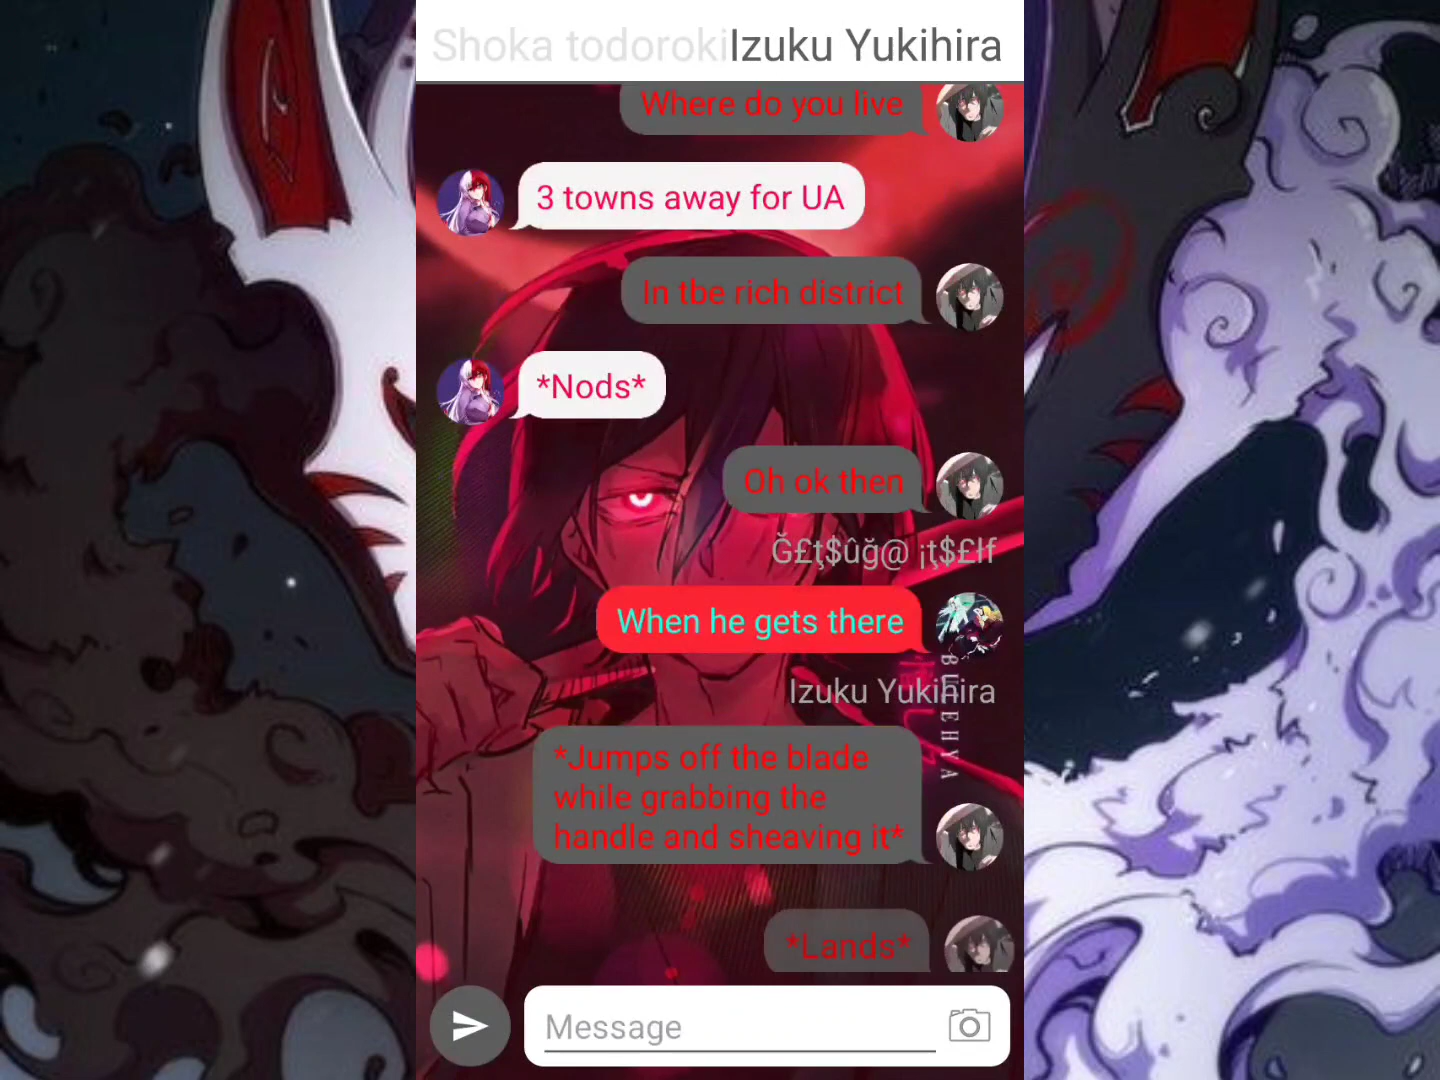 Shoka todoroki Izuku Yukihira
Where do you live
3 towns away for UA
In tbe rich district
*Nods*
Oh ok then
Ğ£ţ$ûğ@ ¡ţ$£lf
When he gets there
Izuku Yukihira
*Jumps off the blade
while grabbing the
handle and sheaving it*
*Lands*
Message